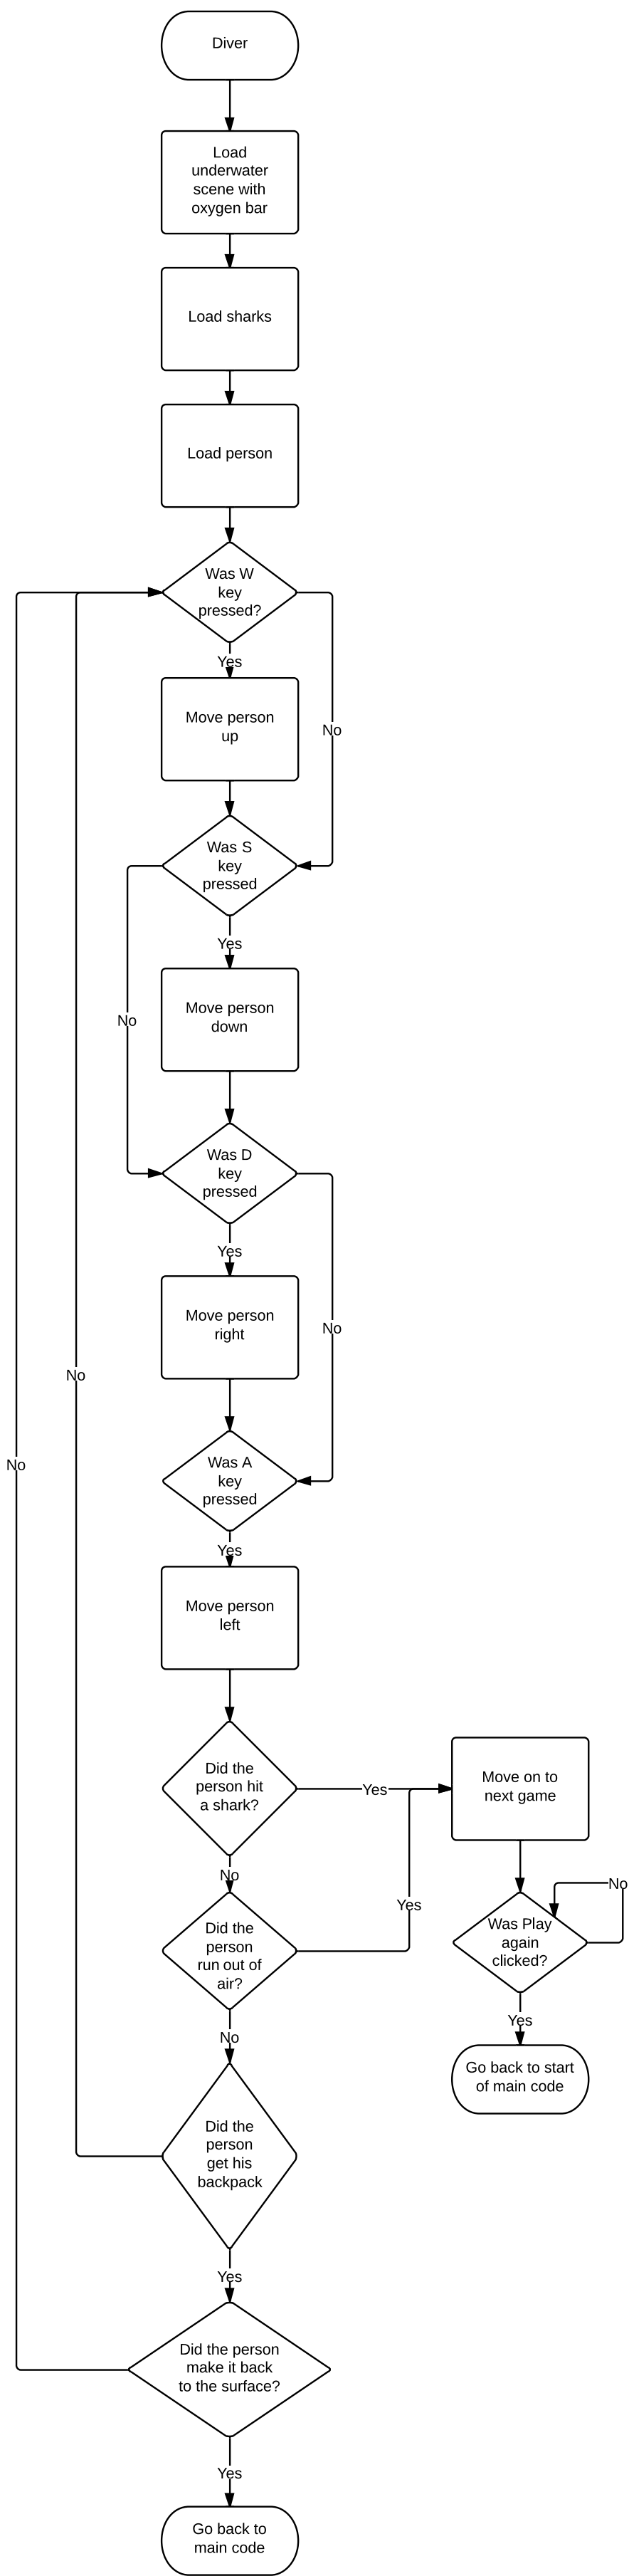 Diver
Load
underwater
scene with
oxygen bar
Load sharks
Load person
Was W
key
pressed?
Yes
Move person
up
No
Was S
key
pressed
Yes
Move person
down
No
Was D
key
pressed
Yes
Move person
right
No
No
Was A
key
pressed
No
Yes
Move person
left
Did the
person hit
a shark?
Yes
Move on to
next game
No
Did the
person
run out of
air?
Yes
No
Was Play
again
clicked?
Yes
Go back to start
of main code
No
Did the
person
get his
backpack
Yes
Did the person
make it back
to the surface?
Yes
Go back to
main code